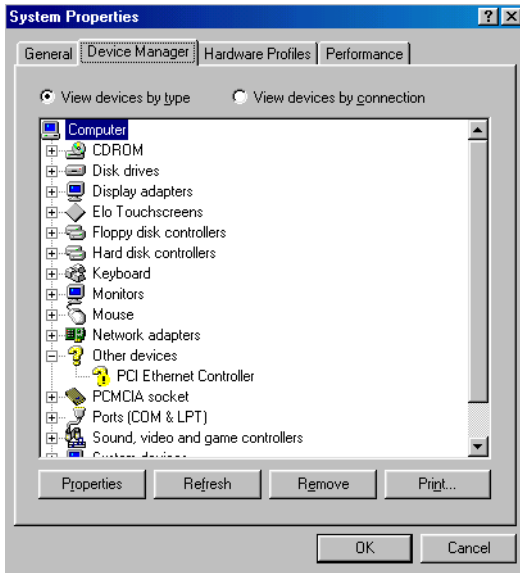 System Properties
General Device Manager Hardware Profiles Performance
View devices by type View devices by connection
Computer
CDROM
Disk drives
Display adapters
Elo Touchscreens
Floppy disk controllers
Hard disk controllers
Keyboard
Monitors
Mouse
Network adapters
Other devices
PCI Ethernet Controller
PCMCIA socket
Ports (COM & LPT)
Sound, video and game controllers
System devices
Properties Refresh Remove Print...
OK Cancel